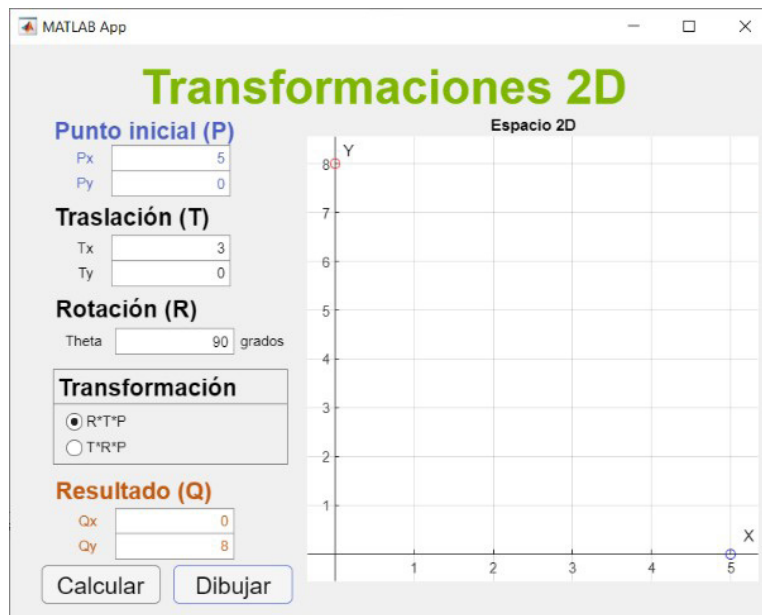 MATLAB App
Transformaciones 2D
Punto inicial (P)
Px 5
Py 0
Traslación (T)
Tx 3
Ty 0
Rotación (R)
Theta 90 grados
Transformación
R*T*P
T*R*P
Resultado (Q)
Qx 0
Qy 8
Calcular Dibujar
Espacio 2D
Y
8
7
6
5
4
3
2
1
X
1 2 3 4 5